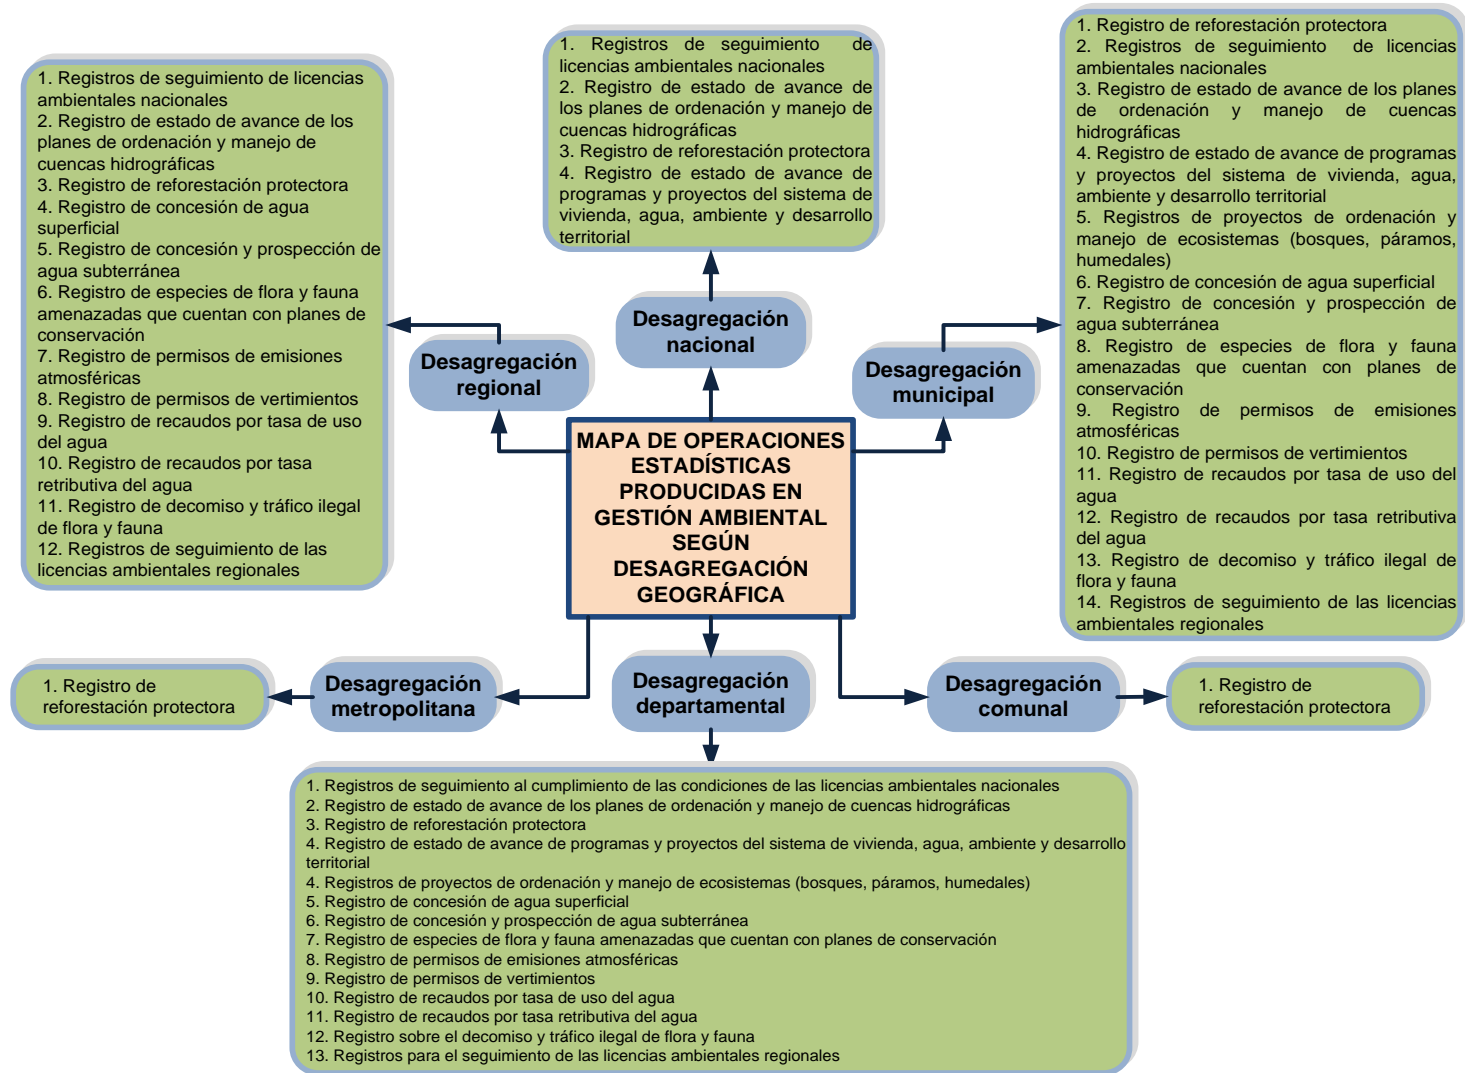 1. Registros de seguimiento de licencias
ambientales nacionales
2. Registro de estado de avance de los
planes de ordenación y manejo de
cuencas hidrográficas
3. Registro de reforestación protectora
4. Registro de concesión de agua
superficial
5. Registro de concesión y prospección de
agua subterránea
6. Registro de especies de flora y fauna
amenazadas que cuentan con planes de
conservación
7. Registro de permisos de emisiones
atmosféricas
8. Registro de permisos de vertimientos
9. Registro de recaudos por tasa de uso
del agua
10. Registro de recaudos por tasa
retributiva del agua
11. Registro de decomiso y tráfico ilegal
de flora y fauna
12. Registros de seguimiento de las
licencias ambientales regionales
1. Registros de seguimiento de
licencias ambientales nacionales
2. Registro de estado de avance de
los planes de ordenación y manejo de
cuencas hidrográficas
3. Registro de reforestación protectora
4. Registro de estado de avance de
programas y proyectos del sistema de
vivienda, agua, ambiente y desarrollo
territorial
1. Registro de reforestación protectora
2. Registros de seguimiento de licencias
ambientales nacionales
3. Registro de estado de avance de los planes
de ordenación y manejo de cuencas
hidrográficas
4. Registro de estado de avance de programas
y proyectos del sistema de vivienda, agua,
ambiente y desarrollo territorial
5. Registros de proyectos de ordenación y
manejo de ecosistemas (bosques, páramos,
humedales)
6. Registro de concesión de agua superficial
7. Registro de concesión y prospección de
agua subterránea
8. Registro de especies de flora y fauna
amenazadas que cuentan con planes de
conservación
9. Registro de permisos de emisiones
atmosféricas
10. Registro de permisos de vertimientos
11. Registro de recaudos por tasa de uso del
agua
12. Registro de recaudos por tasa retributiva
del agua
13. Registro de decomiso y tráfico ilegal de
flora y fauna
14. Registros de seguimiento de las licencias
ambientales regionales
Desagregación
regional
Desagregación
nacional
Desagregación
municipal
MAPA DE OPERACIONES
ESTADÍSTICAS
PRODUCIDAS EN
GESTIÓN AMBIENTAL
SEGÚN
DESAGREGACIÓN
GEOGRÁFICA
1. Registro de
reforestación protectora
Desagregación
metropolitana
Desagregación
departamental
Desagregación
comunal
1. Registro de
reforestación protectora
1. Registros de seguimiento al cumplimiento de las condiciones de las licencias ambientales nacionales
2. Registro de estado de avance de los planes de ordenación y manejo de cuencas hidrográficas
3. Registro de reforestación protectora
4. Registro de estado de avance de programas y proyectos del sistema de vivienda, agua, ambiente y desarrollo
territorial
4. Registros de proyectos de ordenación y manejo de ecosistemas (bosques, páramos, humedales)
5. Registro de concesión de agua superficial
6. Registro de concesión y prospección de agua subterránea
7. Registro de especies de flora y fauna amenazadas que cuentan con planes de conservación
8. Registro de permisos de emisiones atmosféricas
9. Registro de permisos de vertimientos
10. Registro de recaudos por tasa de uso del agua
11. Registro de recaudos por tasa retributiva del agua
12. Registro sobre el decomiso y tráfico ilegal de flora y fauna
13. Registros para el seguimiento de las licencias ambientales regionales